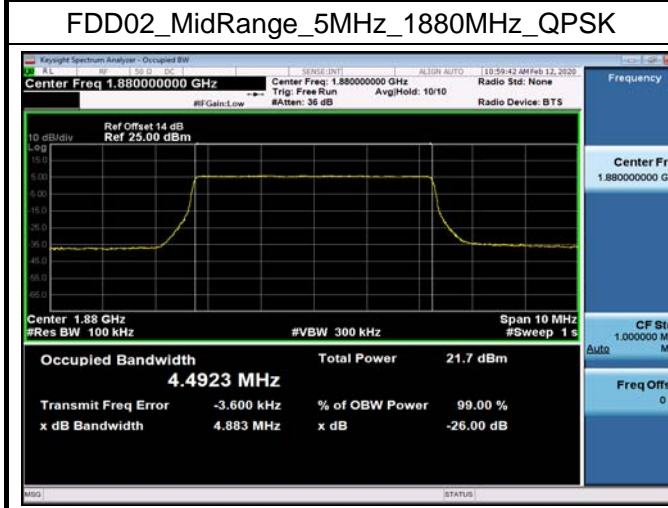 FDD02_MidRange_5MHz_1880MHz_QPSK
Keysight Spectrum Analyzer - Occupied BW
RL RF 50 Ω DC SENSE:INT ALIGN AUTO 10:59:42 AM Feb 12, 2020
Center Freq 1.880000000 GHz
Center Freq: 1.880000000 GHz
Radio Std: None
Trig: Free Run Avg|Hold: 10/10
#IFGain:Low #Atten: 36 dB Radio Device: BTS
Frequency
Ref Offset 14 dB
10 dB/div Ref 25.00 dBm
Log
15.0
5.00
-5.00
-15.0
-25.0
-35.0
-45.0
-55.0
-65.0
Center Fr
1.880000000 G
Center 1.88 GHz Span 10 MHz
#Res BW 100 kHz #VBW 300 kHz #Sweep 1 s
CF St
1.000000 M
Auto M
Occupied Bandwidth Total Power 21.7 dBm
4.4923 MHz
Transmit Freq Error -3.600 kHz % of OBW Power 99.00 %
x dB Bandwidth 4.883 MHz x dB -26.00 dB
Freq Offs
0
MSG STATUS